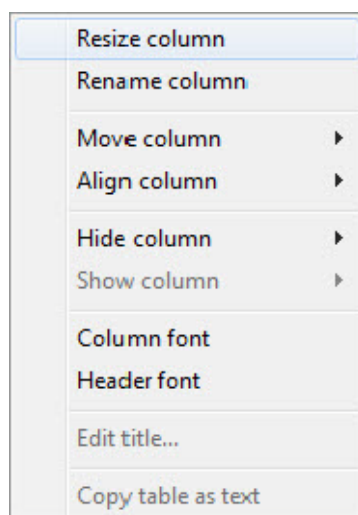 Resize column
Rename column
Move column
Align column
Hide column
Show column
Column font
Header font
Edit title...
Copy table as text